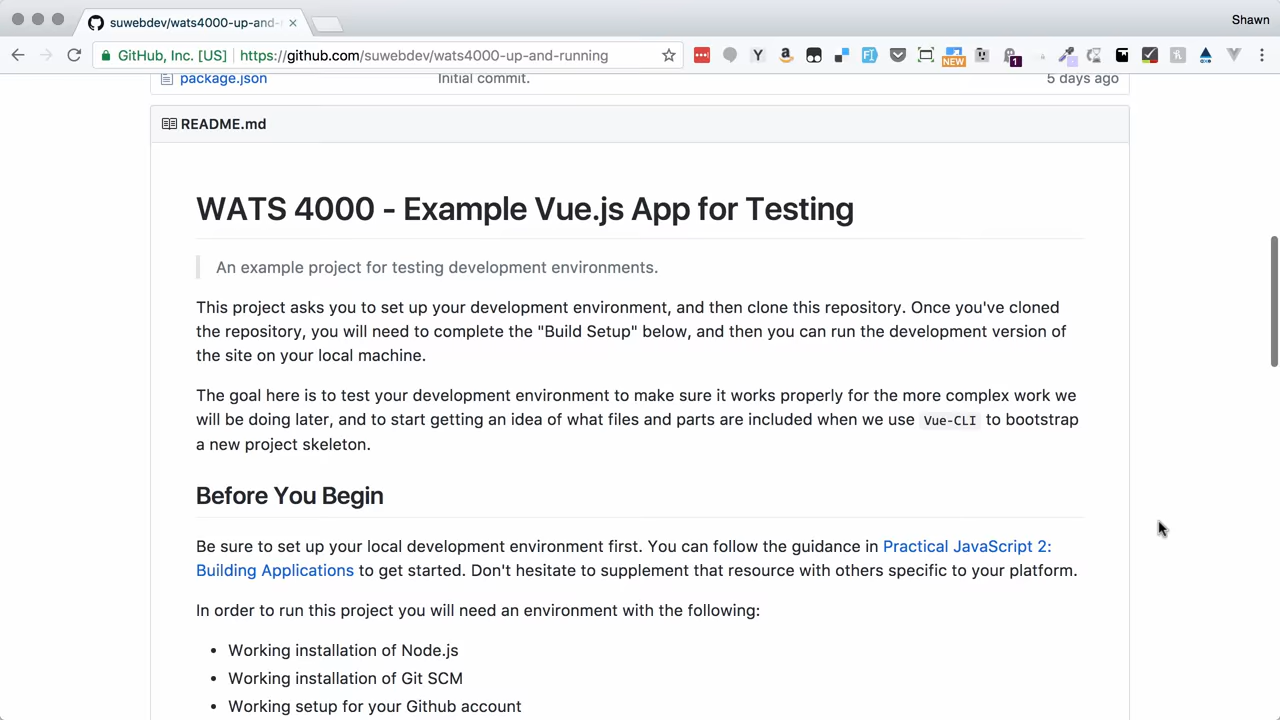 suwebdev/wats4000-up-and-
Shawn
GitHub, Inc. [US]
https://github.com/suwebdev/wats4000-up-and-running
NEW
1
package.json
Initial commit.
5 days ago
README.md
WATS 4000 - Example Vue.js App for Testing
An example project for testing development environments.
This project asks you to set up your development environment, and then clone this repository. Once you've cloned
the repository, you will need to complete the "Build Setup" below, and then you can run the development version of
the site on your local machine.
The goal here is to test your development environment to make sure it works properly for the more complex work we
will be doing later, and to start getting an idea of what files and parts are included when we use Vue-CLI to bootstrap
a new project skeleton.
Before You Begin
Be sure to set up your local development environment first. You can follow the guidance in Practical JavaScript 2:
Building Applications to get started. Don't hesitate to supplement that resource with others specific to your platform.
In order to run this project you will need an environment with the following:
• Working installation of Node.js
• Working installation of Git SCM
• Working setup for your Github account